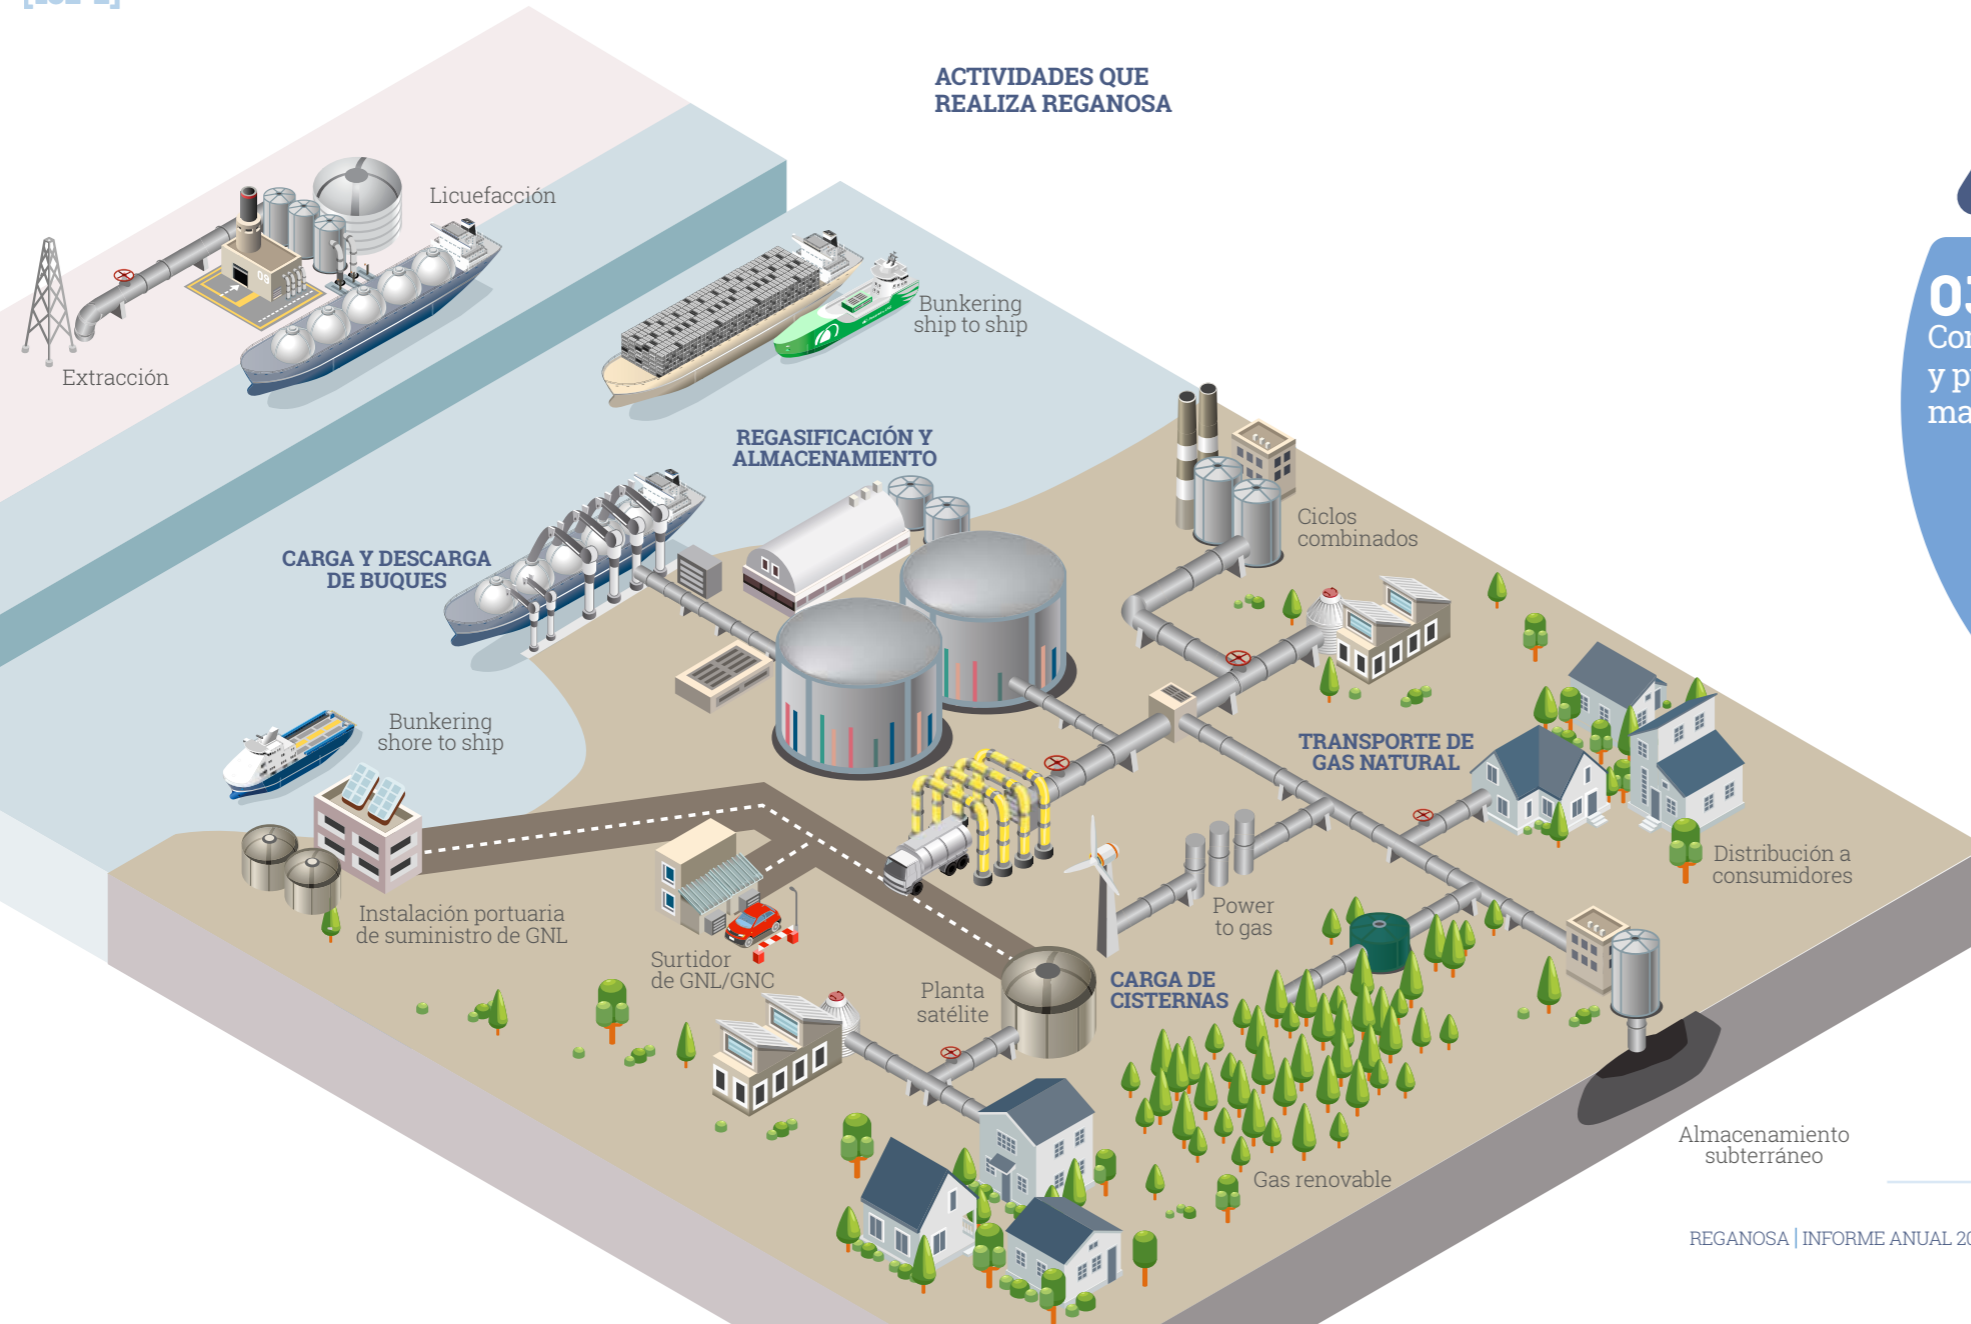 ACTIVIDADES QUE
REALIZA REGANOSA
Licuefacción
Extracción
Bunkering
ship to ship
03
REGASIFICACIÓN Y
ALMACENAMIENTO
CARGA Y DESCARGA
DE BUQUES
Ciclos
combinados
Bunkering
shore to ship
TRANSPORTE DE
GAS NATURAL
Distribución a
consumidores
Instalación portuaria
de suministro de GNL
Power
to gas
Surtidor
de GNL/GNC
Planta
satélite
CARGA DE
CISTERNAS
Almacenamiento
subterráneo
Gas renovable
REGANOSA | INFORME ANUAL